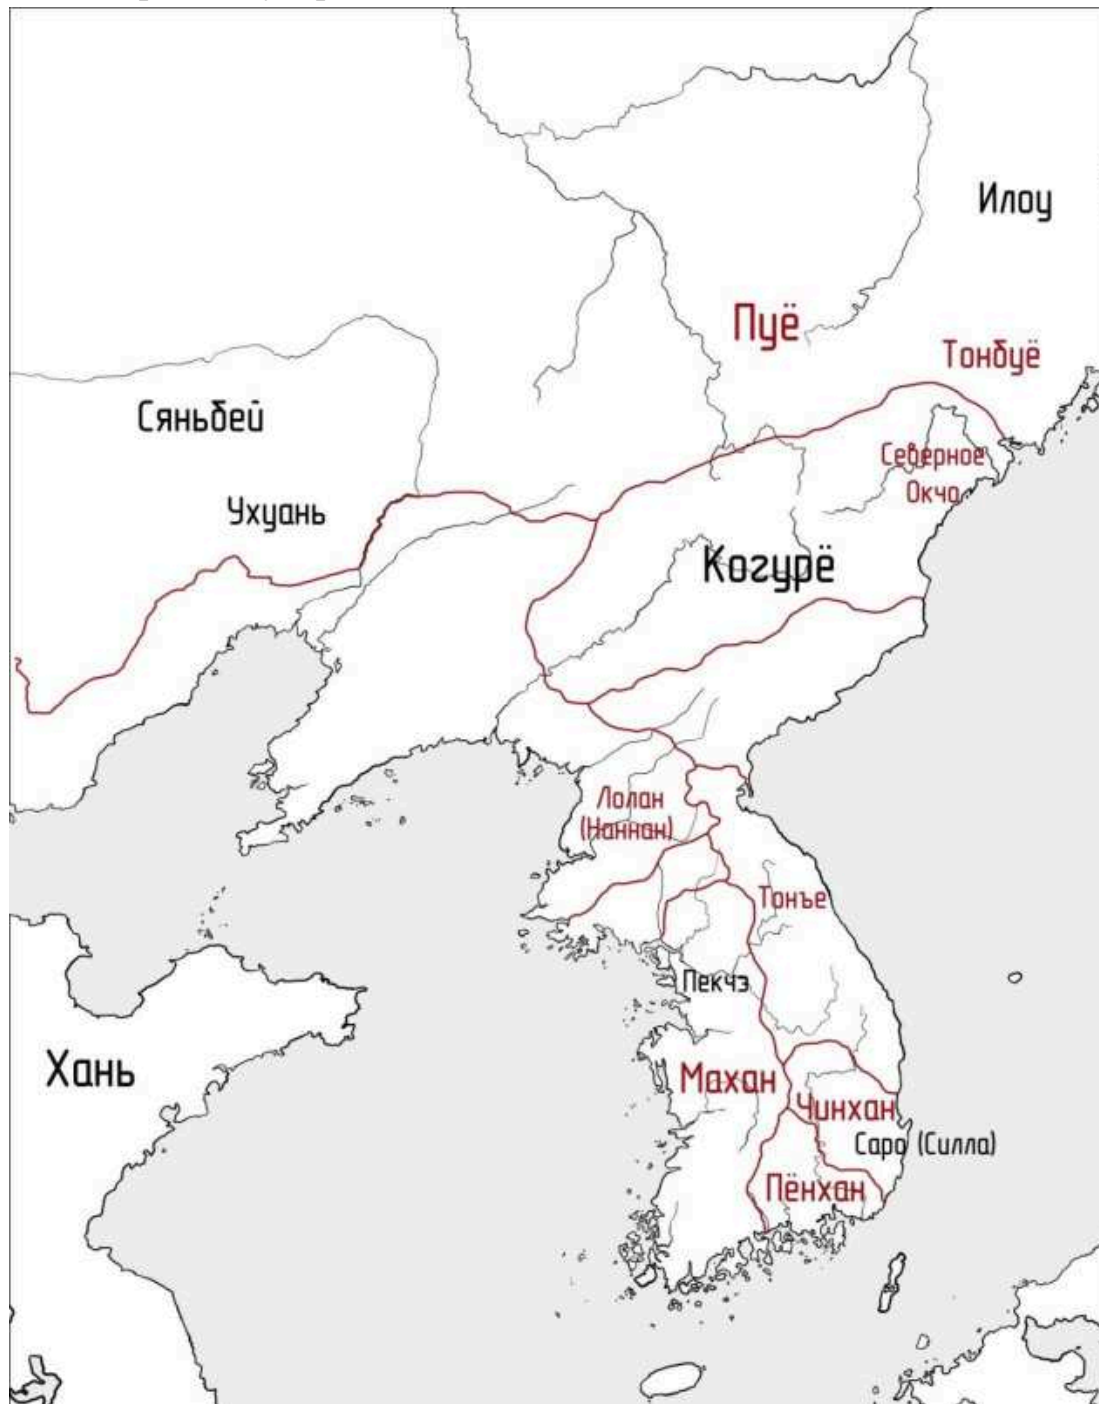 Илоу
Пуё
Тонбуё
Сяньбей
Северное
Окчо
Ухуань
Когурё
Лолан
(Наннан)
Тонъе
Пекчэ
Хань
Махан
Чинхан
Саро (Силла)
Пёнхан